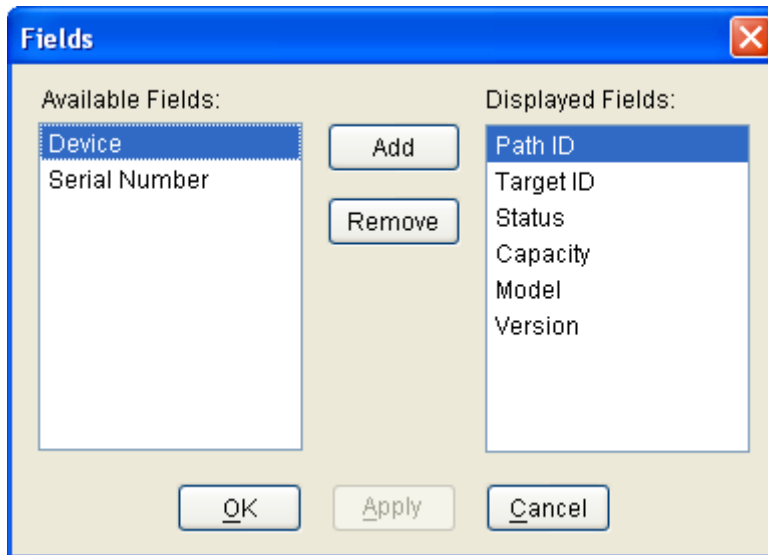 Fields
Available Fields:
Device
Serial Number
Add
Remove
Displayed Fields:
Path ID
Target ID
Status
Capacity
Model
Version
OK
Apply
Cancel